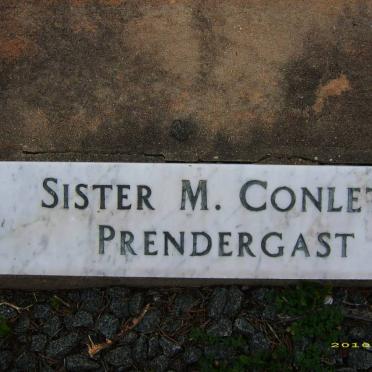 SISTER M. CONLET
PRENDERGAST